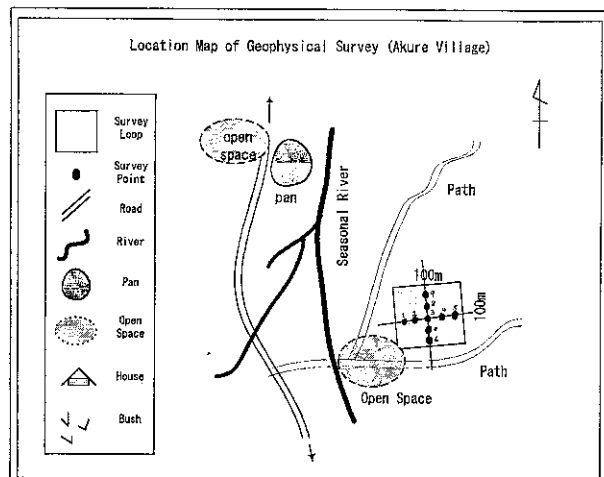 Location Map of Geophysical Survey (Akure Village)
Survey
Loop
Survey
Point
Road
River
Pan
Open
Space
House
Bush
open
space
pan
Seasonal River
Path
100m
100m
Path
Open Space